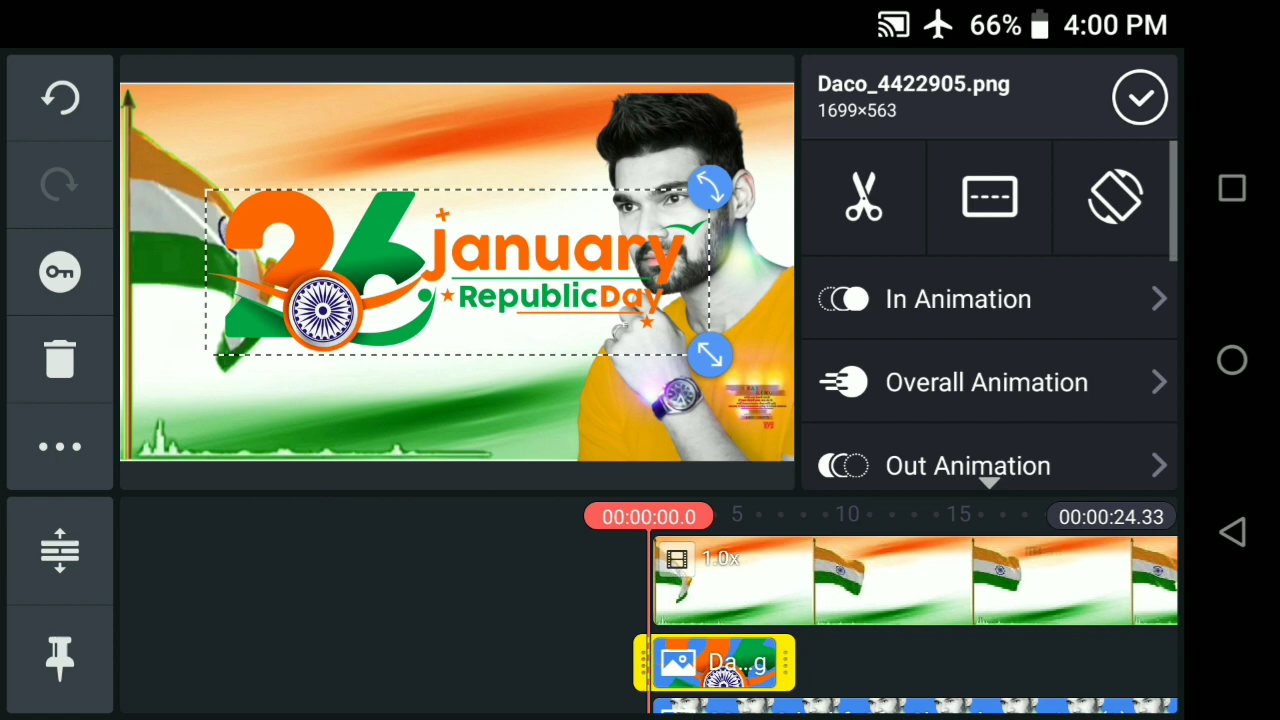 66% 4:00 PM
Daco_4422905.png
1699×563
26 january
Republic Day
In Animation
Overall Animation
Out Animation
00:00:00.0 5 10 15 00:00:24.33
1.0x
Da...g